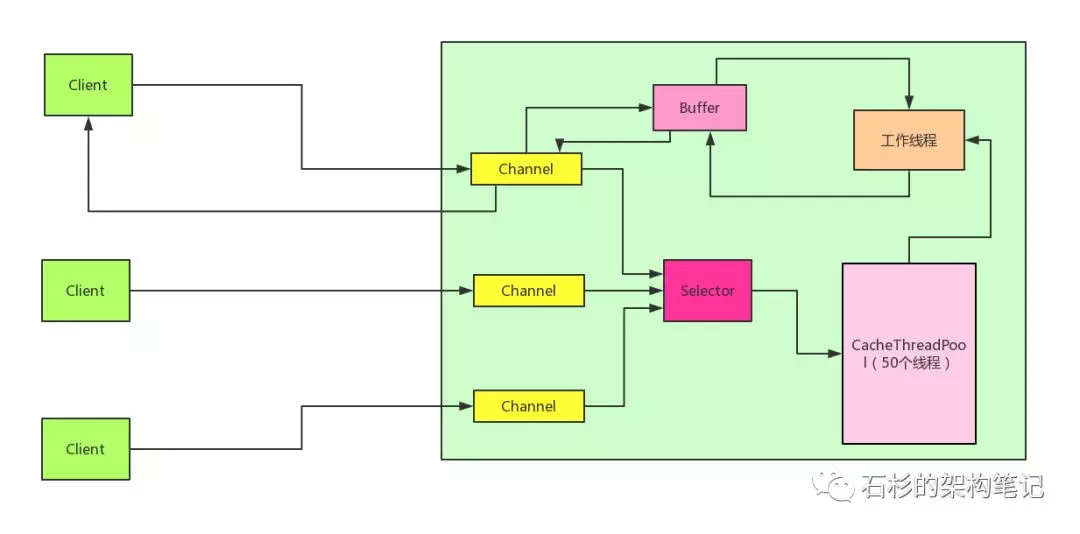 Client
Buffer
工作线程
Channel
Client
Channel
Selector
CacheThreadPoo
l（50个线程）
Channel
Client
石杉的架构笔记